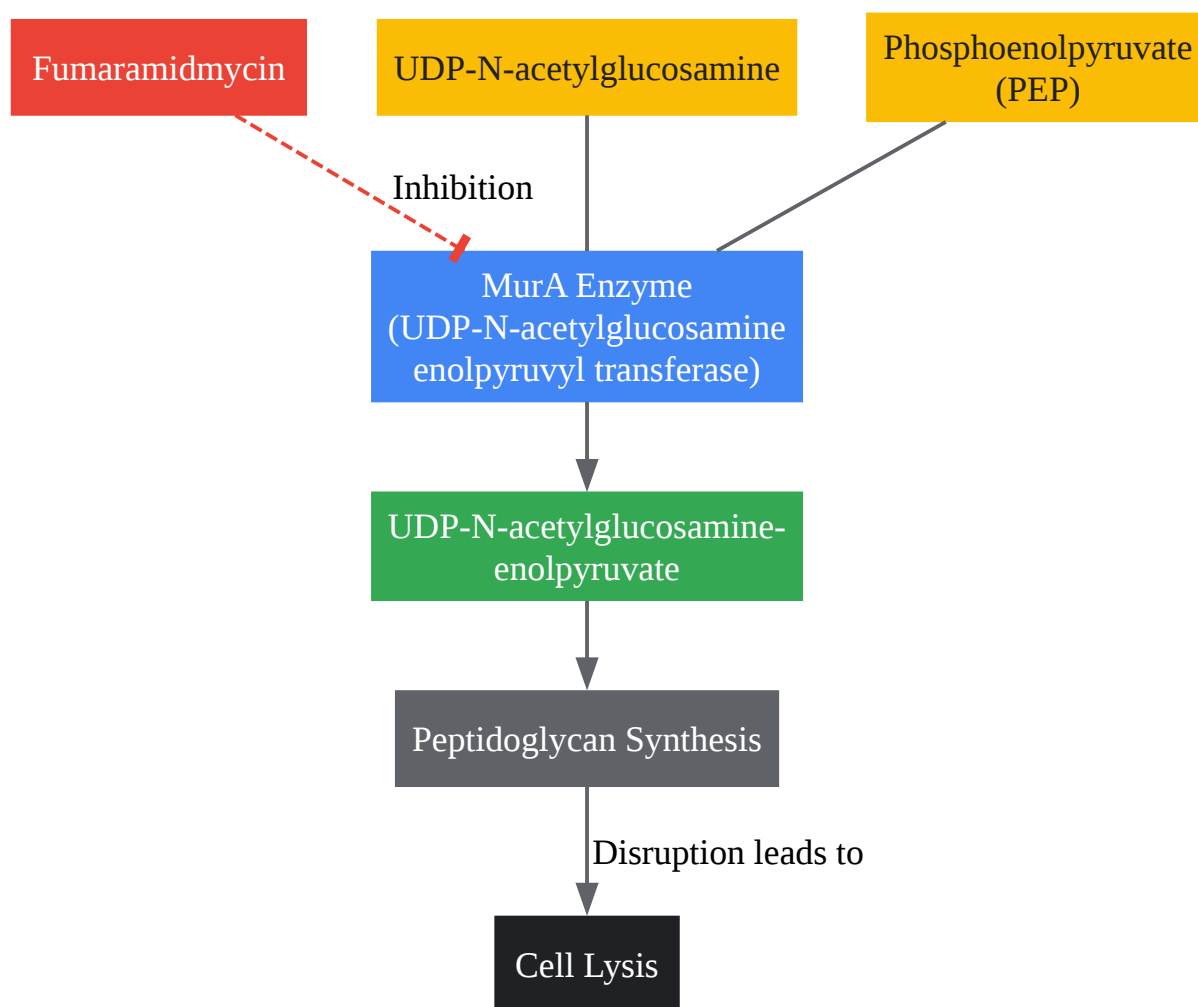 Fumaramidmycin
UDP-N-acetylglucosamine
Phosphoenolpyruvate
(PEP)
Inhibition
MurA Enzyme
(UDP-N-acetylglucosamine
enolpyruvyl transferase)
UDP-N-acetylglucosamine-
enolpyruvate
Peptidoglycan Synthesis
Disruption leads to
Cell Lysis